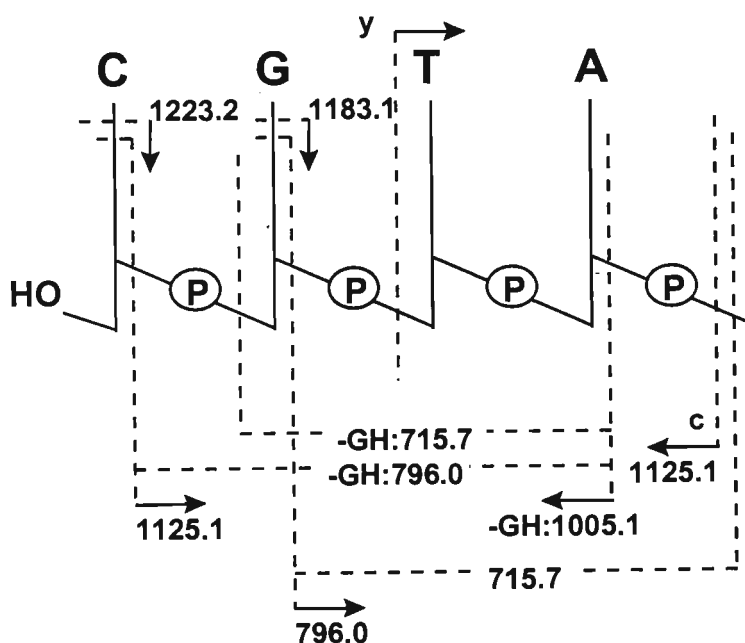 y
C G T A
1223.2 1183.1
HO P P P P
-GH:715.7 c
-GH:796.0 1125.1
1125.1 -GH:1005.1
715.7
796.0